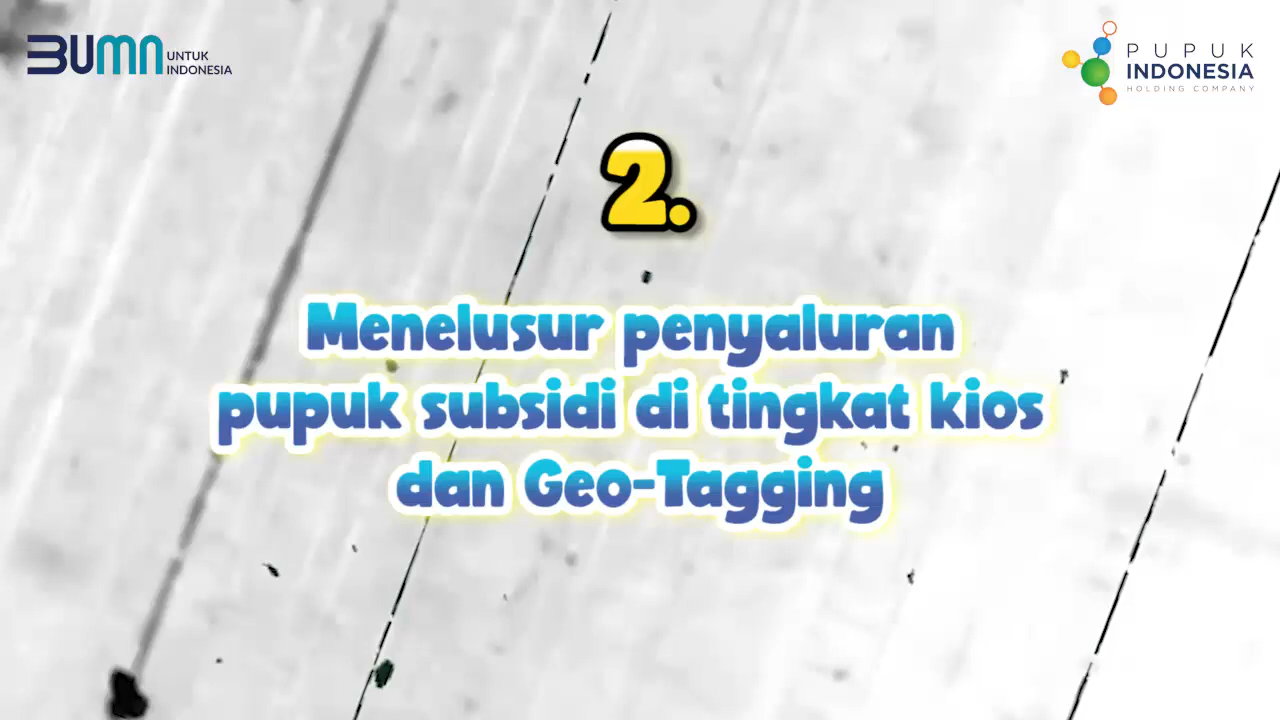 BUMN
UNTUK
INDONESIA
PUPUK
INDONESIA
HOLDING COMPANY
2.
Menelusur penyaluran
pupuk subsidi di tingkat kios
dan Geo-Tagging